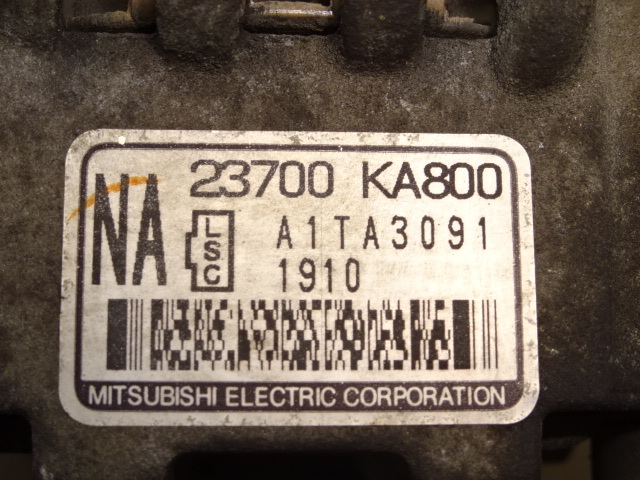 23700 KA800
NA LSC A1TA3091
1910
MITSUBISHI ELECTRIC CORPORATION